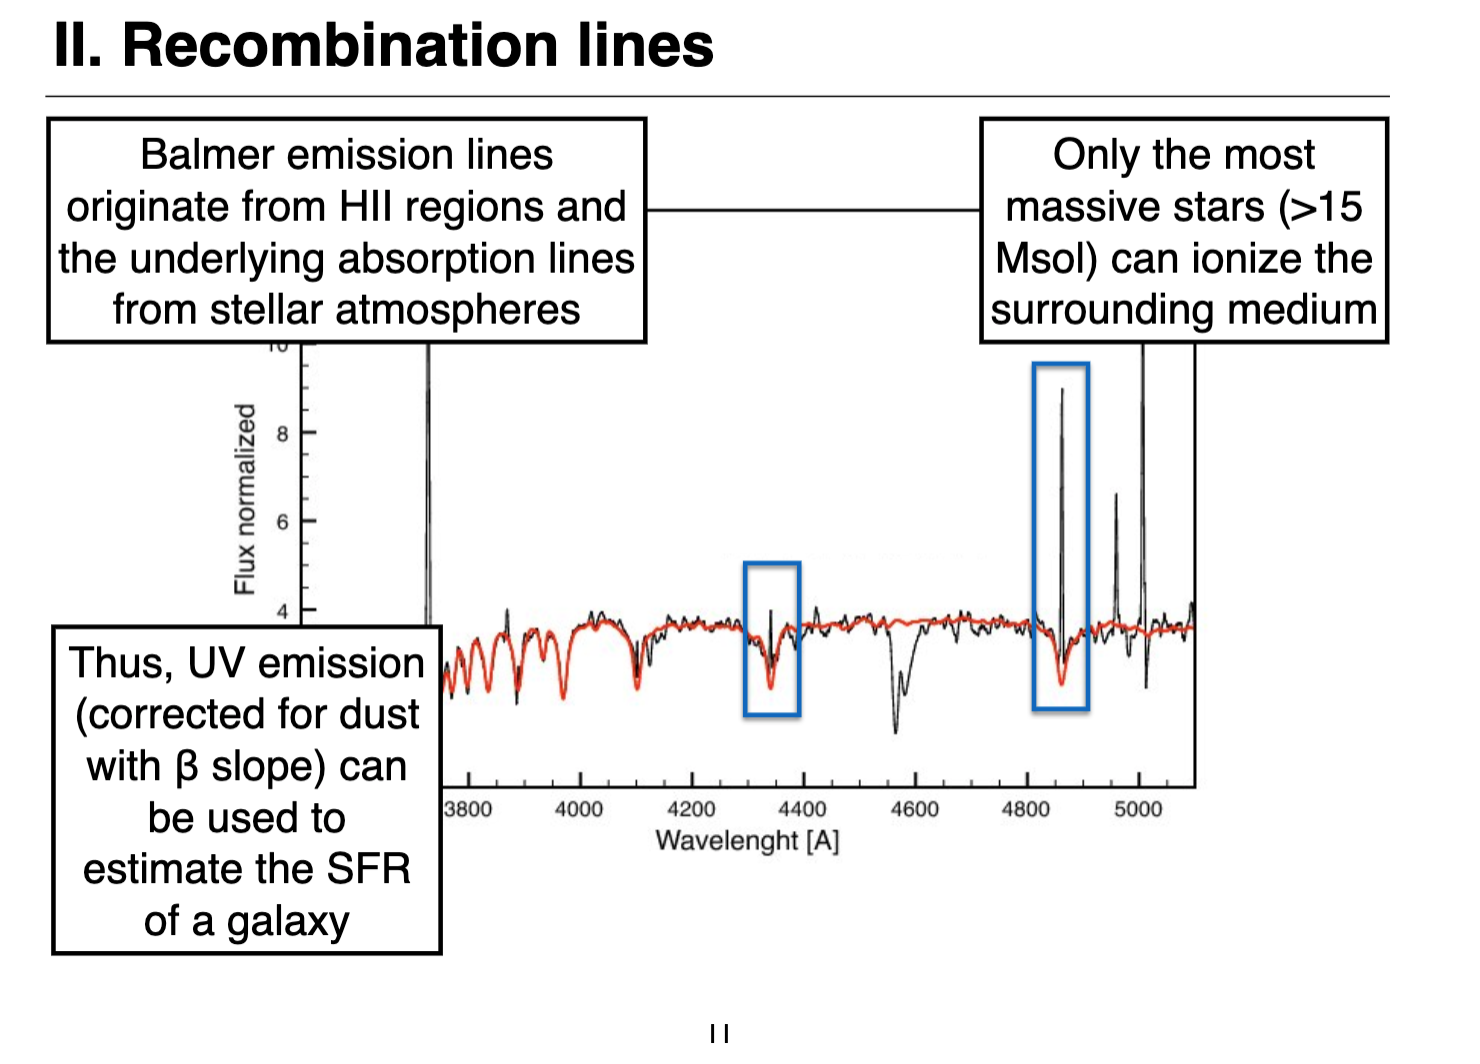 II. Recombination lines
Balmer emission lines
originate from HII regions and
the underlying absorption lines
from stellar atmospheres
Only the most
massive stars (>15
Msol) can ionize the
surrounding medium
10
8
6
4
Flux normalized
Thus, UV emission
(corrected for dust
with β slope) can
be used to
estimate the SFR
of a galaxy
3800 4000 4200 4400 4600 4800 5000
Wavelenght [A]